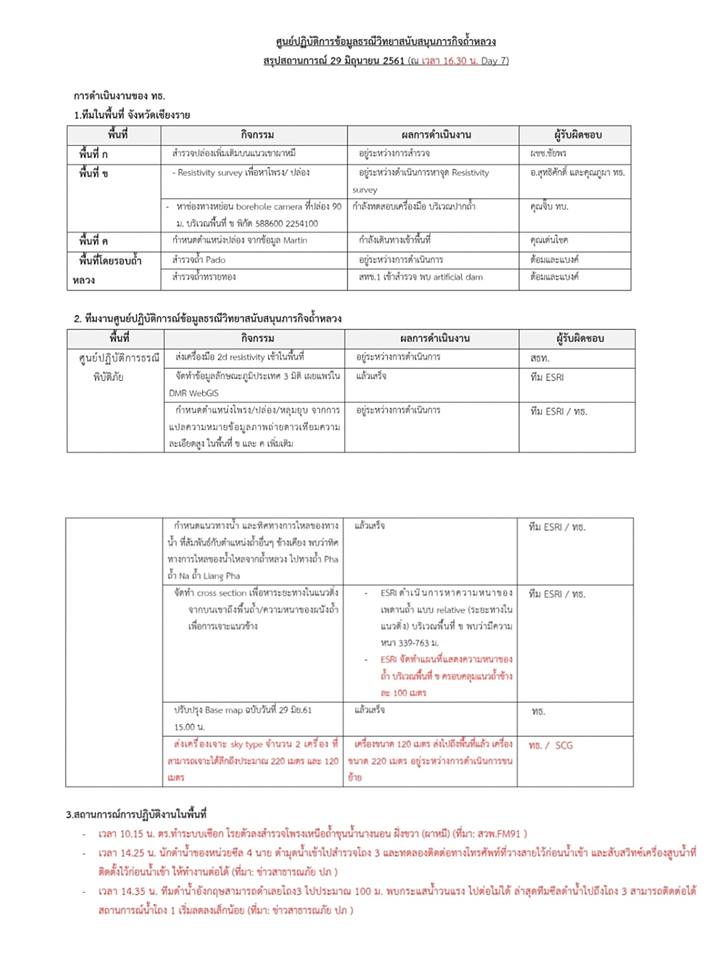 ศูนย์ปฏิบัติการข้อมูลธรณีวิทยาสนับสนุนภารกิจถ้ำหลวง
สรุปสถานการณ์ 29 มิถุนายน 2561 (ณ เวลา 16.30 น. Day 7)
การดำเนินงานของ ทธ.
1.ทีมในพื้นที่ จังหวัดเชียงราย
พื้นที่ กิจกรรม ผลการดำเนินงาน ผู้รับผิดชอบ
พื้นที่ ก สำรวจปล่องเพิ่มเติมบนแนวเขาผาหมี อยู่ระหว่างการสำรวจ ผชช.ชัยพร
พื้นที่ ข - Resistivity survey เพื่อหาโพรง/ ปล่อง อยู่ระหว่างดำเนินการหาจุด Resistivity อ.สุทธิศักดิ์ และคุณภูผา ทธ.
survey
- หาช่องทางหย่อน borehole camera ที่ปล่อง 90 กำลังทดสอบเครื่องมือ บริเวณปากถ้ำ คุณจิ๊บ ทบ.
ม. บริเวณพื้นที่ ข พิกัด 588600 2254100
พื้นที่ ค กำหนดตำแหน่งปล่อง จากข้อมูล Martin กำลังเดินทางเข้าพื้นที่ คุณเด่นโชค
พื้นที่โดยรอบถ้ำ สำรวจถ้ำ Pado อยู่ระหว่างการดำเนินการ ต้อมและแบงค์
หลวง สำรวจถ้ำทรายทอง สทช.1 เข้าสำรวจ พบ artificial dam ต้อมและแบงค์
2. ทีมงานศูนย์ปฏิบัติการณ์ข้อมูลธรณีวิทยาสนับสนุนภารกิจถ้ำหลวง
พื้นที่ กิจกรรม ผลการดำเนินงาน ผู้รับผิดชอบ
ศูนย์ปฏิบัติการธรณี ส่งเครื่องมือ 2d resistivity เข้าในพื้นที่ อยู่ระหว่างการดำเนินการ สธท.
พิบัติภัย จัดทำข้อมูลลักษณะภูมิประเทศ 3 มิติ เผยแพร่ใน แล้วเสร็จ ทีม ESRI
DMR WebGIS
กำหนดตำแหน่งโพรง/ปล่อง/หลุมยุบ จากการ อยู่ระหว่างการดำเนินการ ทีม ESRI / ทธ.
แปลความหมายข้อมูลภาพถ่ายดาวเทียมความ
ละเอียดสูง ในพื้นที่ ข และ ค เพิ่มเติม
กำหนดแนวทางน้ำ และทิศทางการไหลของทาง แล้วเสร็จ ทีม ESRI / ทธ.
น้ำ ที่สัมพันธ์กับตำแหน่งถ้ำอื่นๆ ข้างเคียง พบว่าทิศ
ทางการไหลของน้ำไหลจากถ้ำหลวง ไปทางถ้ำ Pha
ถ้ำ Na ถ้ำ Liang Pha
จัดทำ cross section เพื่อหาระยะทางในแนวดิ่ง - ESRI ดำเนินการหาความหนาของ ทีม ESRI / ทธ.
จากบนเขาถึงพื้นถ้ำ/ความหนาของผนังถ้ำ เพดานถ้ำ แบบ relative (ระยะทางใน
เพื่อการเจาะแนวข้าง แนวดิ่ง) บริเวณพื้นที่ ข พบว่ามีความ
หนา 339-763 ม.
- ESRI จัดทำแผนที่แสดงความหนาของ
ถ้ำ บริเวณพื้นที่ ข ครอบคลุมแนวถ้ำข้าง
ละ 100 เมตร
ปรับปรุง Base map ฉบับวันที่ 29 มิย.61 แล้วเสร็จ ทธ.
15.00 น.
ส่งเครื่องเจาะ sky type จำนวน 2 เครื่อง ที่ เครื่องขนาด 120 เมตร ส่งไปถึงพื้นที่แล้ว เครื่อง ทธ. / SCG
สามารถเจาะได้ลึกถึงประมาณ 220 เมตร และ 120 ขนาด 220 เมตร อยู่ระหว่างการดำเนินการขน
เมตร ย้าย
3.สถานการณ์การปฏิบัติงานในพื้นที่
- เวลา 10.15 น. ตร.ทำระบบเชือก โรยตัวลงสำรวจโพรงเหนือถ้ำขุนน้ำนางนอน ฝั่งขวา (ผาหมี) (ที่มา: สวพ.FM91 )
- เวลา 14.25 น. นักดำน้ำของหน่วยซีล 4 นาย ดำมุดน้ำเข้าไปสำรวจโถง 3 และทดลองติดต่อทางโทรศัพท์ที่วางสายไว้ก่อนน้ำเข้า และสับสวิทซ์เครื่องสูบน้ำที่
ติดตั้งไว้ก่อนน้ำเข้า ให้ทำงานต่อได้ (ที่มา: ข่าวสาธารณภัย ปภ )
- เวลา 14.35 น. ทีมดำน้ำอังกฤษสามารถดำเลยโถง3 ไปประมาณ 100 ม. พบกระแสน้ำวนแรง ไปต่อไม่ได้ ล่าสุดทีมซีลดำน้ำไปถึงโถง 3 สามารถติดต่อได้
สถานการณ์น้ำโถง 1 เริ่มลดลงเล็กน้อย (ที่มา: ข่าวสาธารณภัย ปภ )